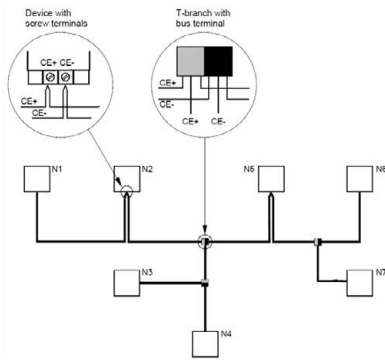 Device with
screw terminals
CE+ CE-
CE+
CE-
T-branch with
bus terminal
CE+
CE-
CE+ CE-
N1
N2
N5
N6
N3
N7
N4